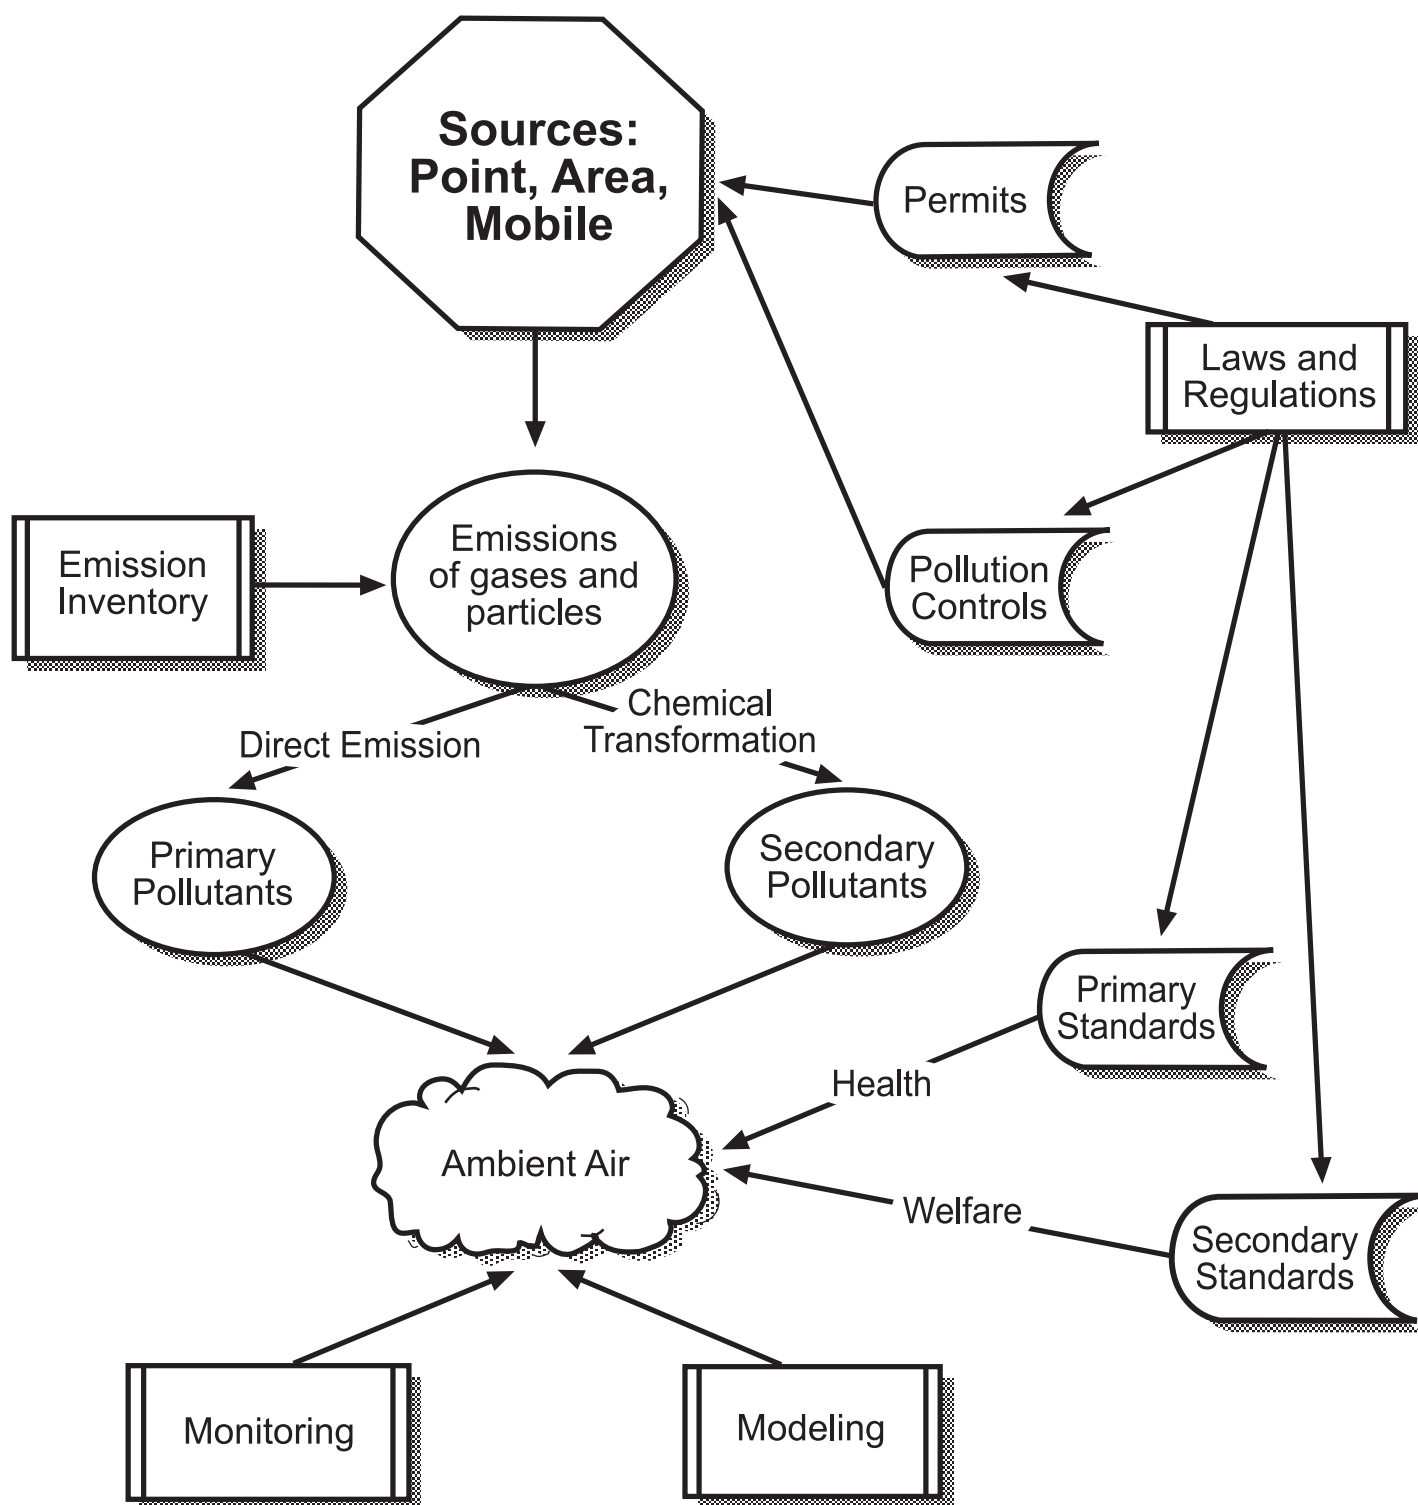 Sources:
Point, Area,
Mobile
Permits
Laws and
Regulations
Emission
Inventory
Emissions
of gases and
particles
Pollution
Controls
Direct Emission
Chemical
Transformation
Primary
Pollutants
Secondary
Pollutants
Primary
Standards
Health
Ambient Air
Welfare
Secondary
Standards
Monitoring
Modeling